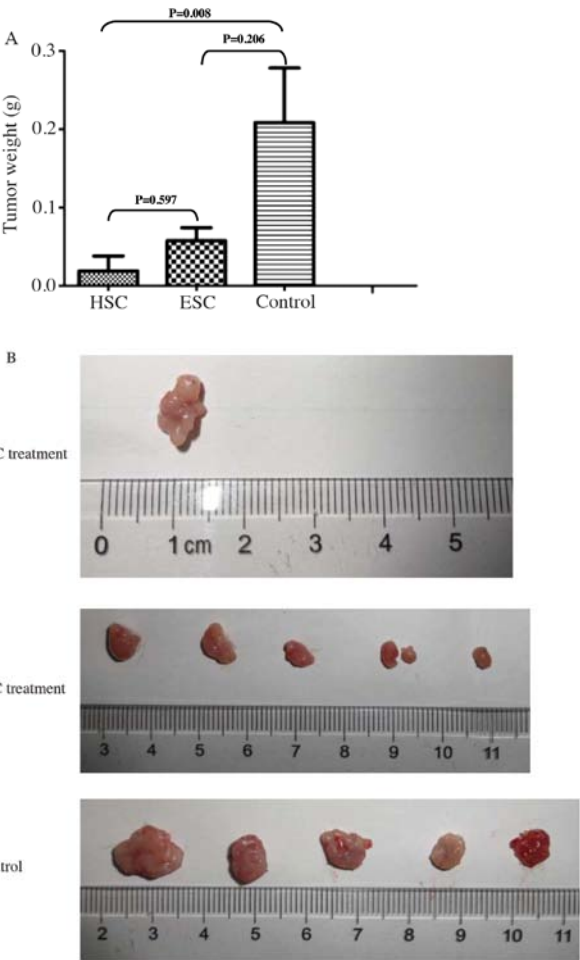 P=0.008
A
P=0.206
0.3
0.2
0.1
0.0
Tumor weight (g)
P=0.597
HSC ESC Control
B
C treatment
0 1 cm 2 3 4 5
C treatment
3 4 5 6 7 8 9 10 11
trol
2 3 4 5 6 7 8 9 10 11